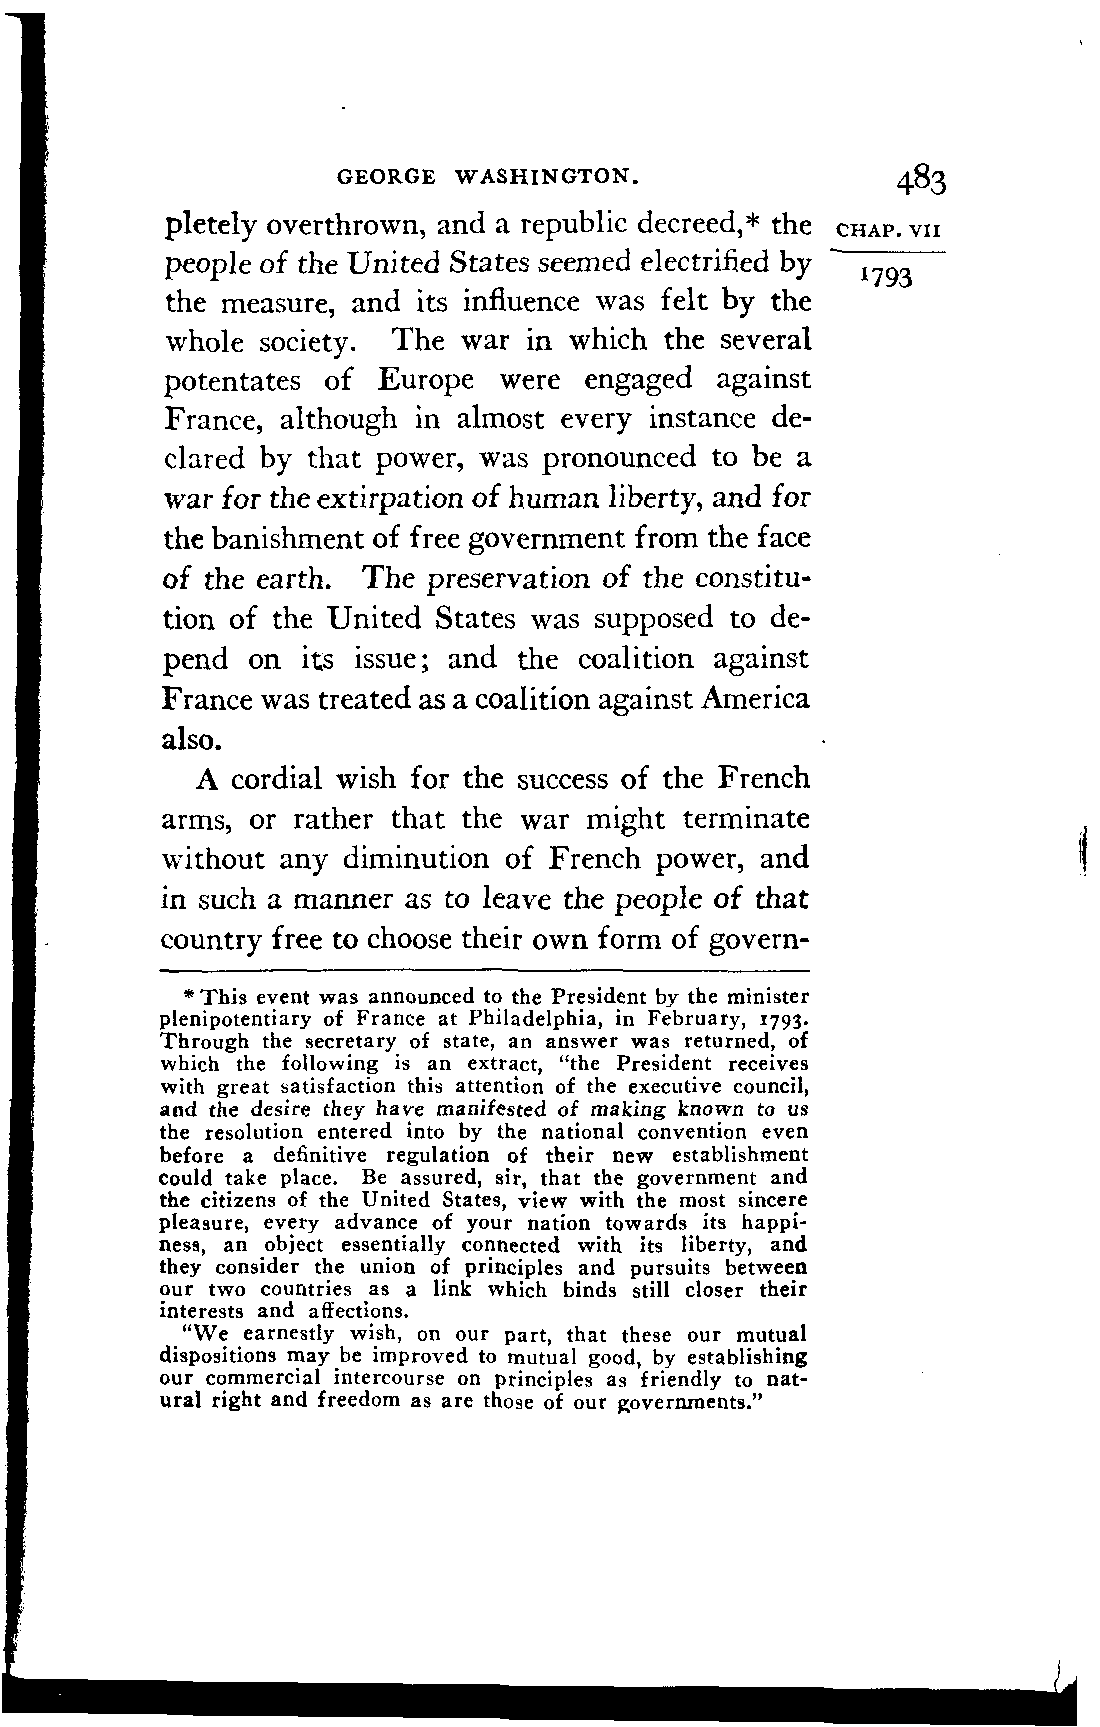 GEORGE WASHINGTON. 483
CHAP. VII
1793
pletely overthrown, and a republic decreed,* the
people of the United States seemed electrified by
the measure, and its influence was felt by the
whole society. The war in which the several
potentates of Europe were engaged against
France, although in almost every instance de-
clared by that power, was pronounced to be a
war for the extirpation of human liberty, and for
the banishment of free government from the face
of the earth. The preservation of the constitu-
tion of the United States was supposed to de-
pend on its issue; and the coalition against
France was treated as a coalition against America
also.
A cordial wish for the success of the French
arms, or rather that the war might terminate
without any diminution of French power, and
in such a manner as to leave the people of that
country free to choose their own form of govern-
* This event was announced to the President by the minister
plenipotentiary of France at Philadelphia, in February, 1793.
Through the secretary of state, an answer was returned, of
which the following is an extract, "the President receives
with great satisfaction this attention of the executive council,
and the desire they have manifested of making known to us
the resolution entered into by the national convention even
before a definitive regulation of their new establishment
could take place. Be assured, sir, that the government and
the citizens of the United States, view with the most sincere
pleasure, every advance of your nation towards its happi-
ness, an object essentially connected with its liberty, and
they consider the union of principles and pursuits between
our two countries as a link which binds still closer their
interests and affections.
"We earnestly wish, on our part, that these our mutual
dispositions may be improved to mutual good, by establishing
our commercial intercourse on principles as friendly to nat-
ural right and freedom as are those of our governments."